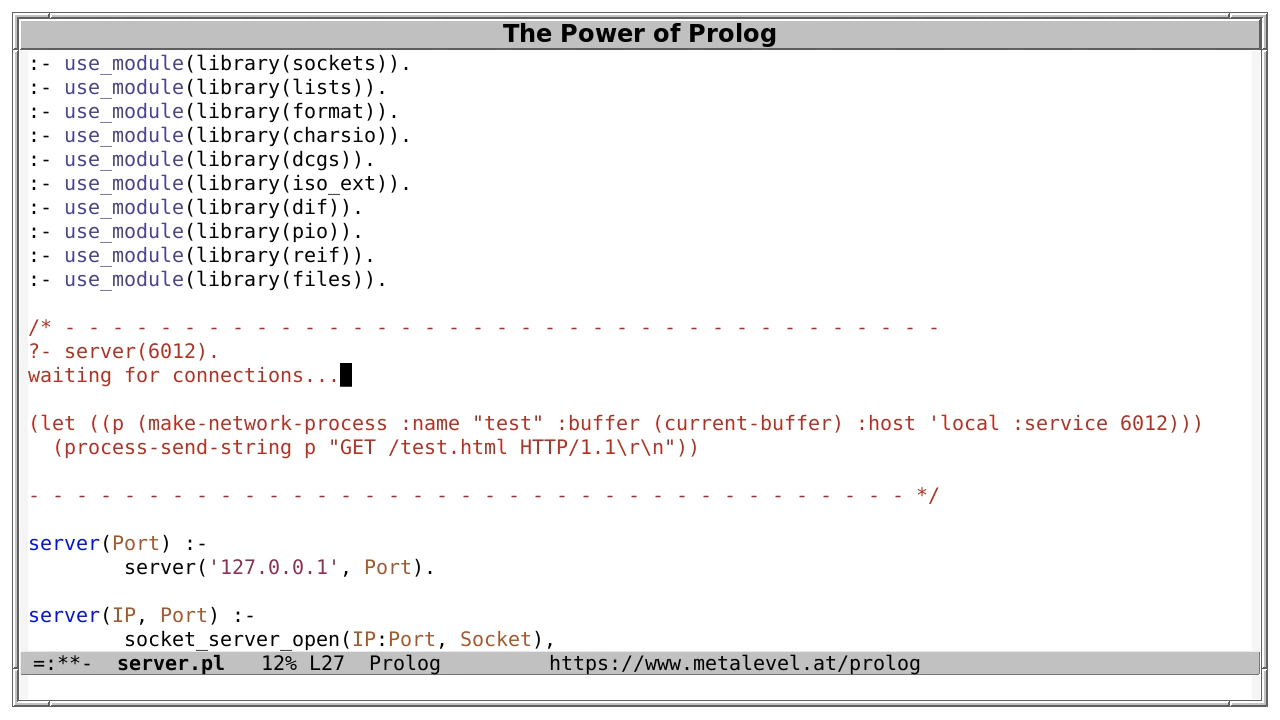 The Power of Prolog
:- use_module(library(sockets)).
:- use_module(library(lists)).
:- use_module(library(format)).
:- use_module(library(charsio)).
:- use_module(library(dcgs)).
:- use_module(library(iso_ext)).
:- use_module(library(dif)).
:- use_module(library(pio)).
:- use_module(library(reif)).
:- use_module(library(files)).
/* - - - - - - - - - - - - - - - - - - - - - - - - - - - - - - - - - - - - -
?- server(6012).
waiting for connections...
(let ((p (make-network-process :name "test" :buffer (current-buffer) :host 'local :service 6012)))
  (process-send-string p "GET /test.html HTTP/1.1\r\n"))
- - - - - - - - - - - - - - - - - - - - - - - - - - - - - - - - - - - - - */
server(Port) :-
        server('127.0.0.1', Port).
server(IP, Port) :-
        socket_server_open(IP:Port, Socket),
=:**-  server.pl   12% L27  Prolog         https://www.metalevel.at/prolog